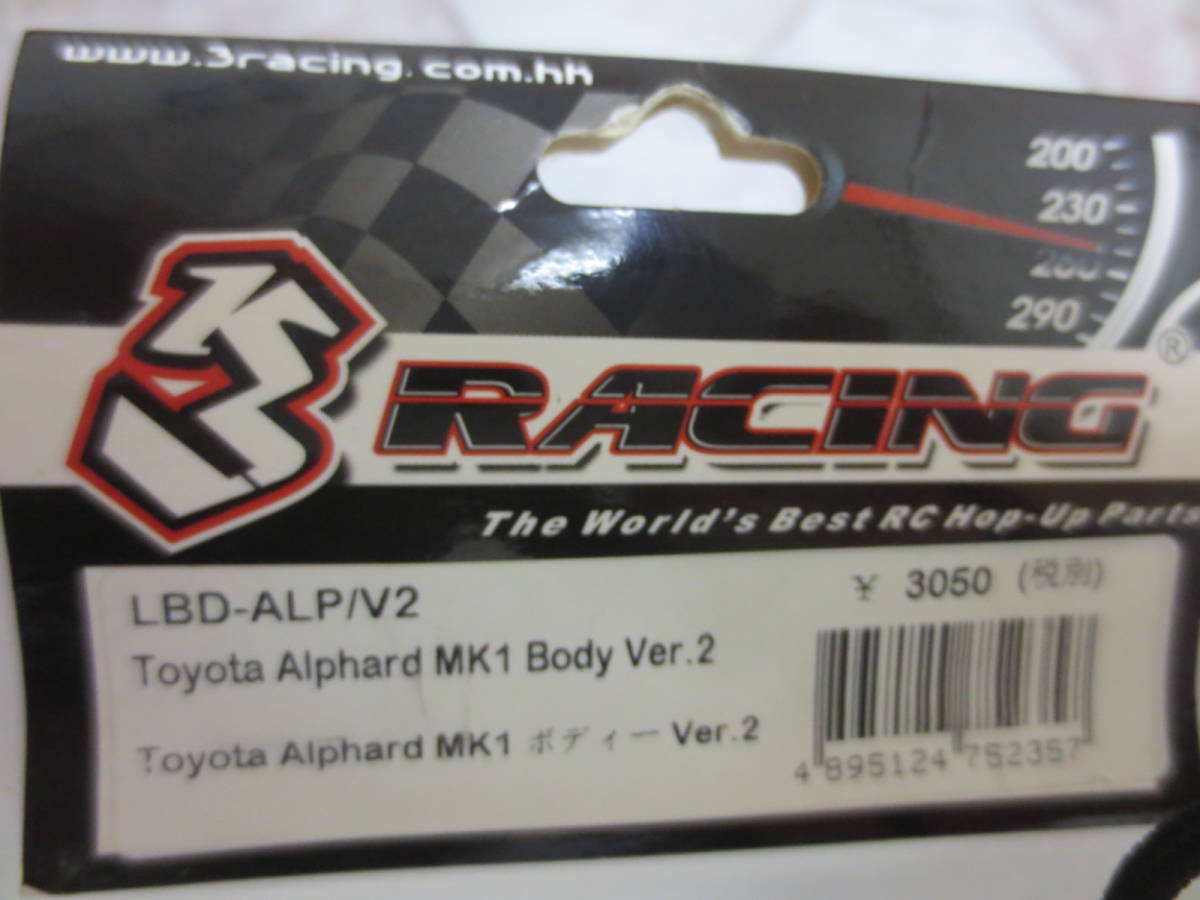 www.3racing.com.hk
200
230
260
290
3 RACING ®
The World's Best RC Hop-Up Parts
LBD-ALP/V2
¥ 3050 (税別)
Toyota Alphard MK1 Body Ver.2
Toyota Alphard MK1 ボディー Ver.2
4 895124 752357